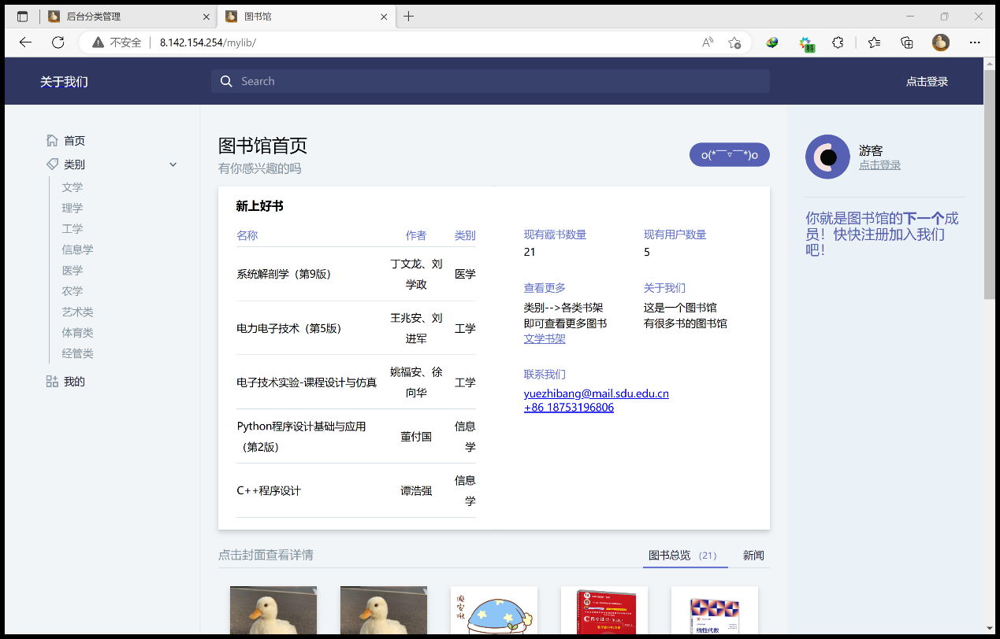 后台分类管理
图书馆
不安全
8.142.154.254/mylib/
关于我们
Search
点击登录
首页
类别
文学
理学
工学
信息学
医学
农学
艺术类
体育类
经管类
我的
图书馆首页
有你感兴趣的吗
o(*￣▽￣*)o
新上好书
名称 作者 类别
系统解剖学（第9版） 丁文龙、刘
学政 医学
电力电子技术（第5版） 王兆安、刘
进军 工学
电子技术实验-课程设计与仿真 姚福安、徐
向华 工学
Python程序设计基础与应用
（第2版） 董付国 信息
学
C++程序设计 谭浩强 信息
学
现有藏书数量
21
现有用户数量
5
查看更多
类别-->各类书架
即可查看更多图书
文学书架
关于我们
这是一个图书馆
有很多书的图书馆
联系我们
yuezhibang@mail.sdu.edu.cn
+86 18753196806
游客
点击登录
你就是图书馆的下一个成
员！快快注册加入我们
吧！
点击封面查看详情
图书总览 （21）
新闻
晚安啾
C程序设计
线性代数
科